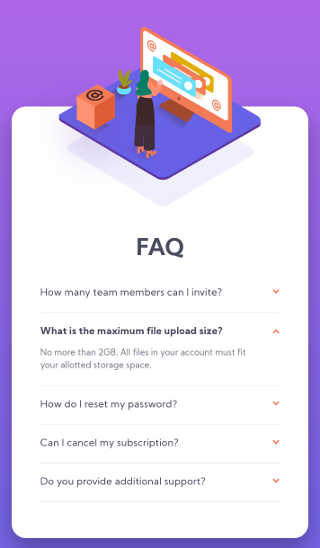 FAQ
How many team members can I invite?
What is the maximum file upload size?
No more than 2GB. All files in your account must fit
your allotted storage space.
How do I reset my password?
Can I cancel my subscription?
Do you provide additional support?